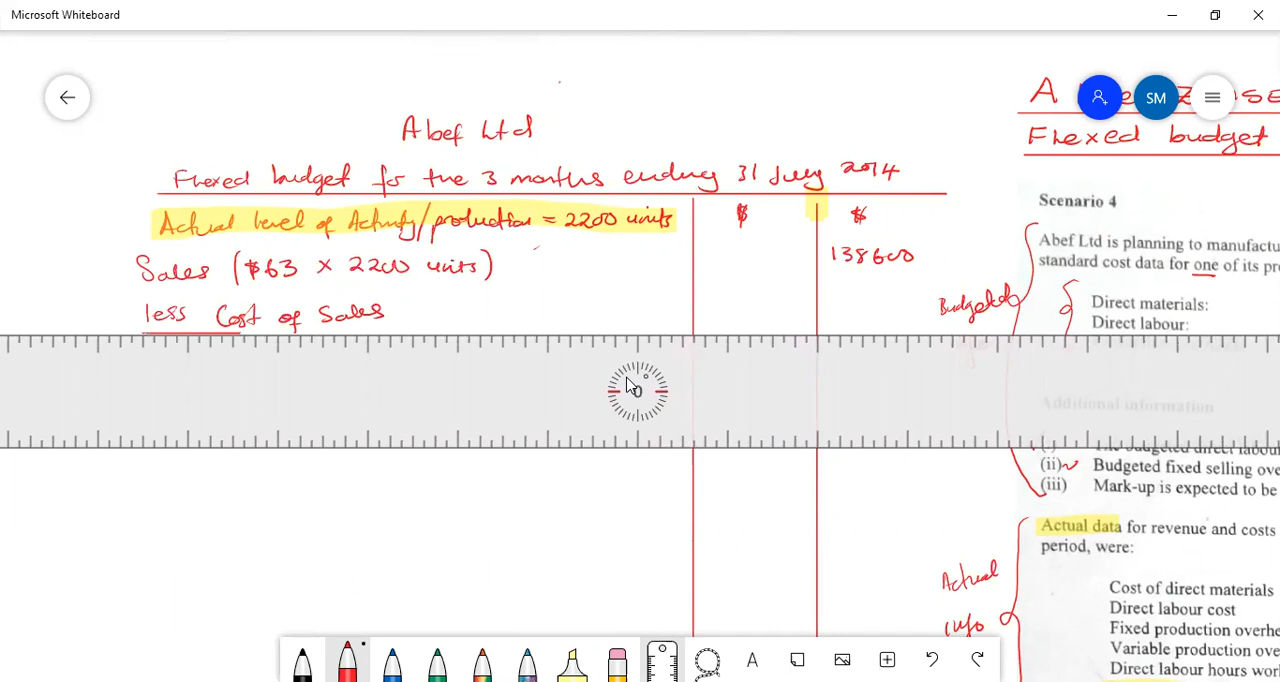 Microsoft Whiteboard
SM
Abef Ltd
Flexed budget for the 3 months ending 31 July 2014
Actual level of Activity/production = 2200 units
$ $
Sales ($63 x 2200 units)
138600
less Cost of Sales
0°
A
Flexed budget
Scenario 4
Abef Ltd is planning to manufactu
standard cost data for one of its pr
Budgeted
Direct materials:
Direct labour:
Additional information
(ii) Budgeted fixed selling ove
(iii) Mark-up is expected to be
Actual data for revenue and costs
period, were:
Actual
Info
Cost of direct materials
Direct labour cost
Fixed production overhe
Variable production ove
Direct labour hours wor
A